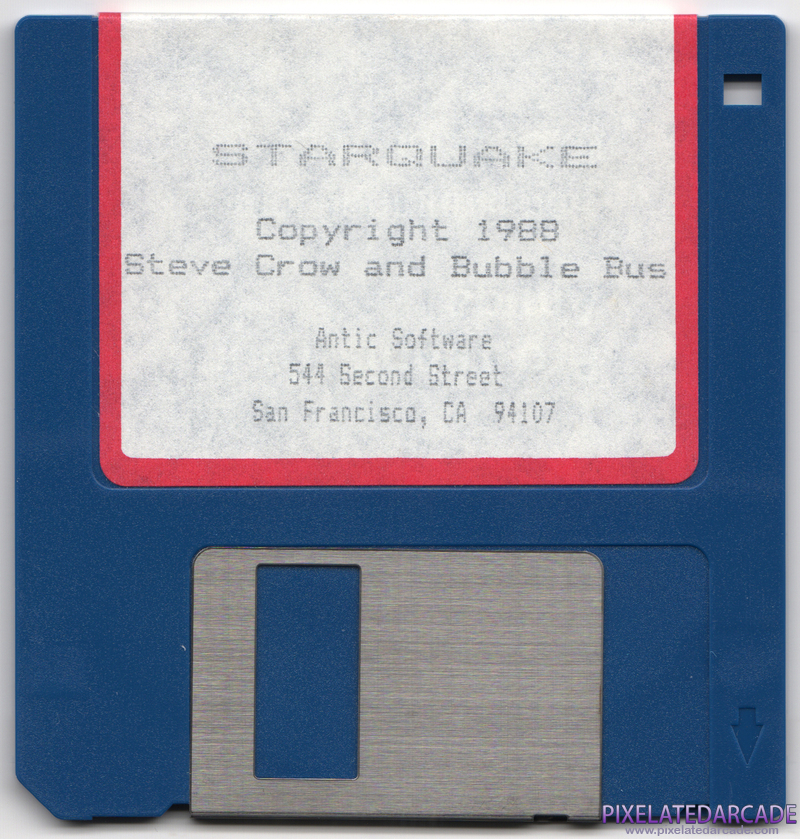 STARQUAKE
Copyright 1988
Steve Crow and Bubble Bus
Antic Software
544 Second Street
San Francisco, CA  94107
PIXELATEDARCADE
www.pixelatedarcade.com